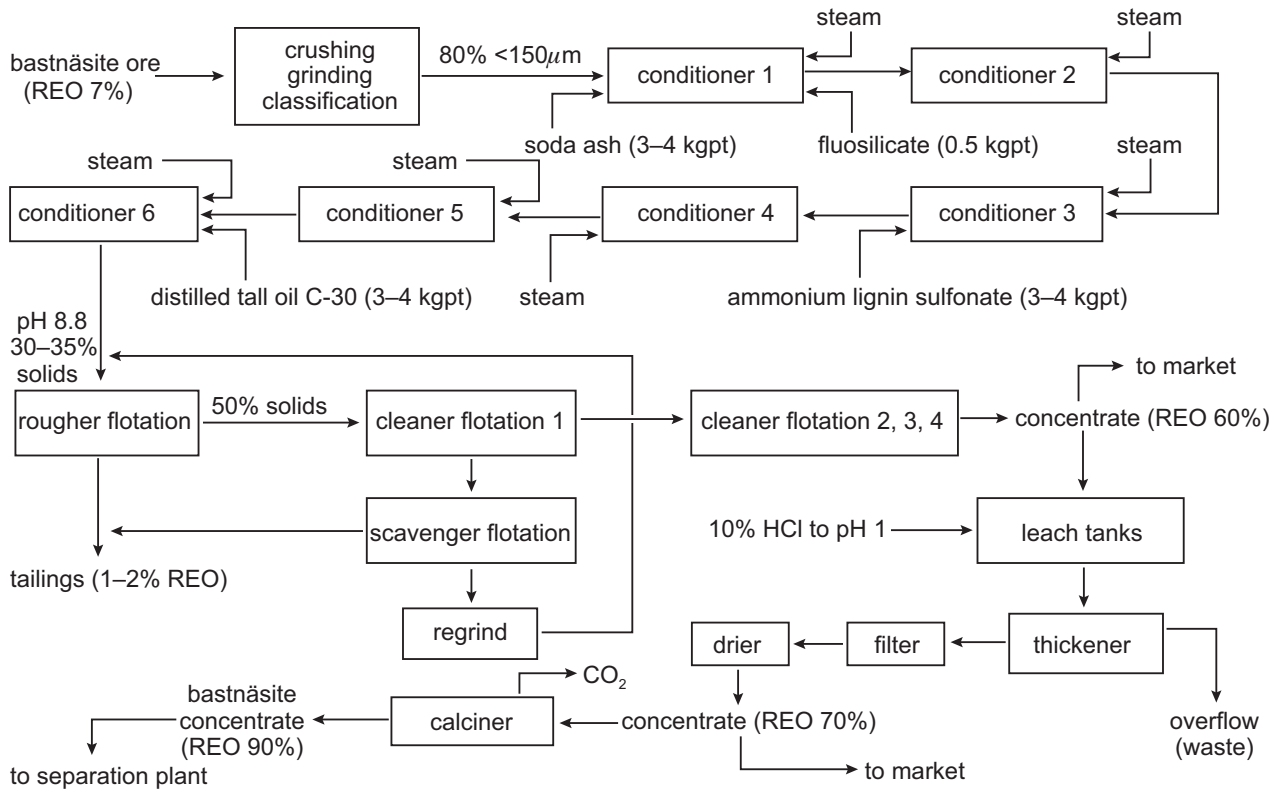 bastnäsite ore
(REO 7%)
crushing
grinding
classification
80% <150μm
steam
conditioner 1
soda ash (3–4 kgpt)
fluosilicate (0.5 kgpt)
steam
conditioner 2
steam
conditioner 3
ammonium lignin sulfonate (3–4 kgpt)
conditioner 4
steam
steam
conditioner 5
steam
conditioner 6
distilled tall oil C-30 (3–4 kgpt)
pH 8.8
30–35%
solids
rougher flotation
50% solids
cleaner flotation 1
cleaner flotation 2, 3, 4
to market
concentrate (REO 60%)
scavenger flotation
tailings (1–2% REO)
regrind
10% HCl to pH 1
leach tanks
thickener
overflow
(waste)
filter
drier
concentrate (REO 70%)
to market
calciner
CO2
bastnäsite
concentrate
(REO 90%)
to separation plant